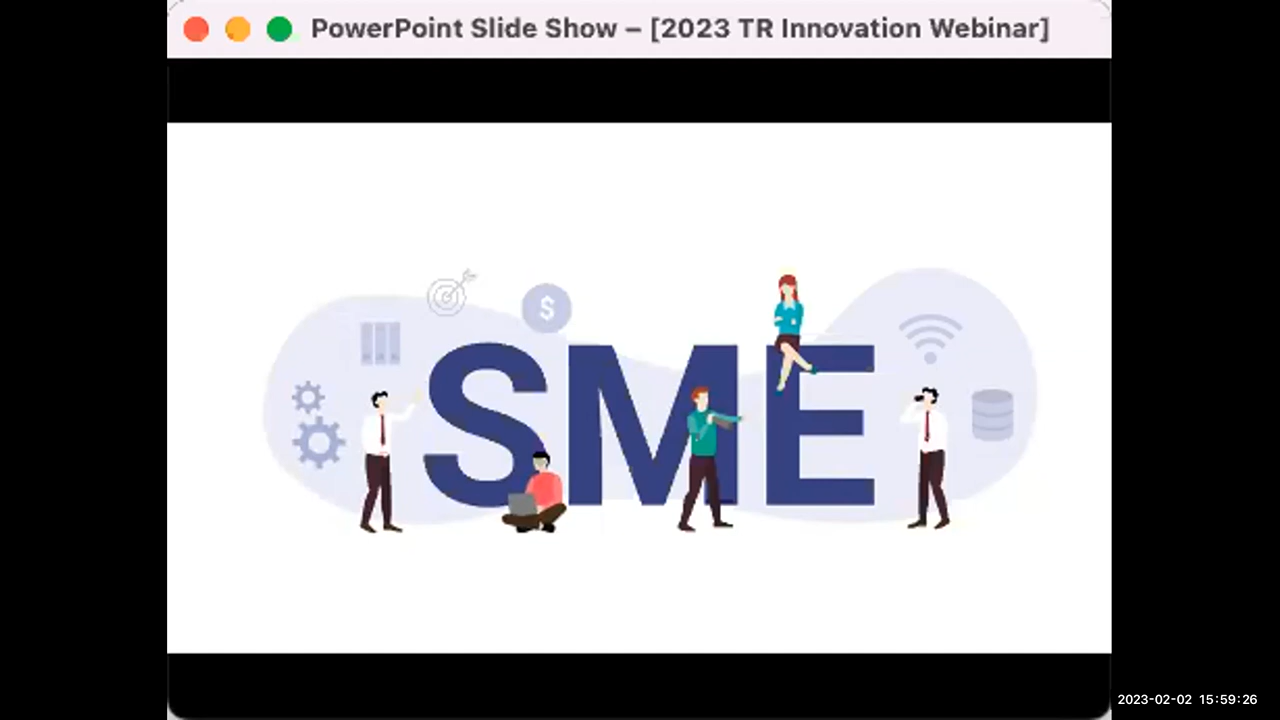 PowerPoint Slide Show – [2023 TR Innovation Webinar]
$
SME
2023-02-02 15:59:26